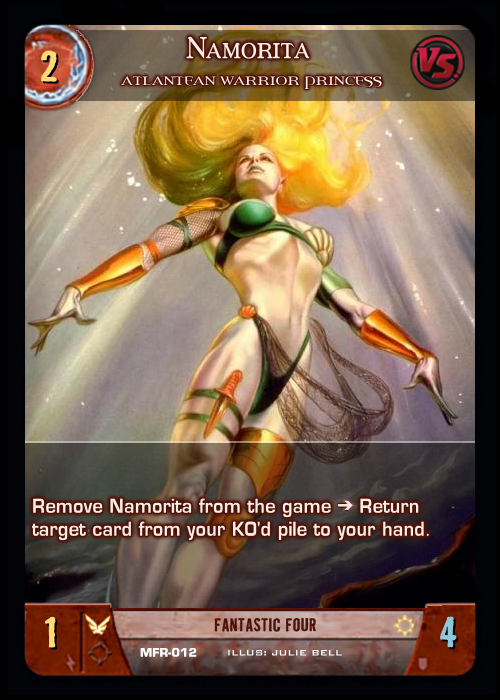 2
NAMORITA
VS
ATLANTEAN WARRIOR PRINCESS
Remove Namorita from the game ➔ Return
target card from your KO'd pile to your hand.
1
FANTASTIC FOUR
4
MFR-012 ILLUS: JULIE BELL